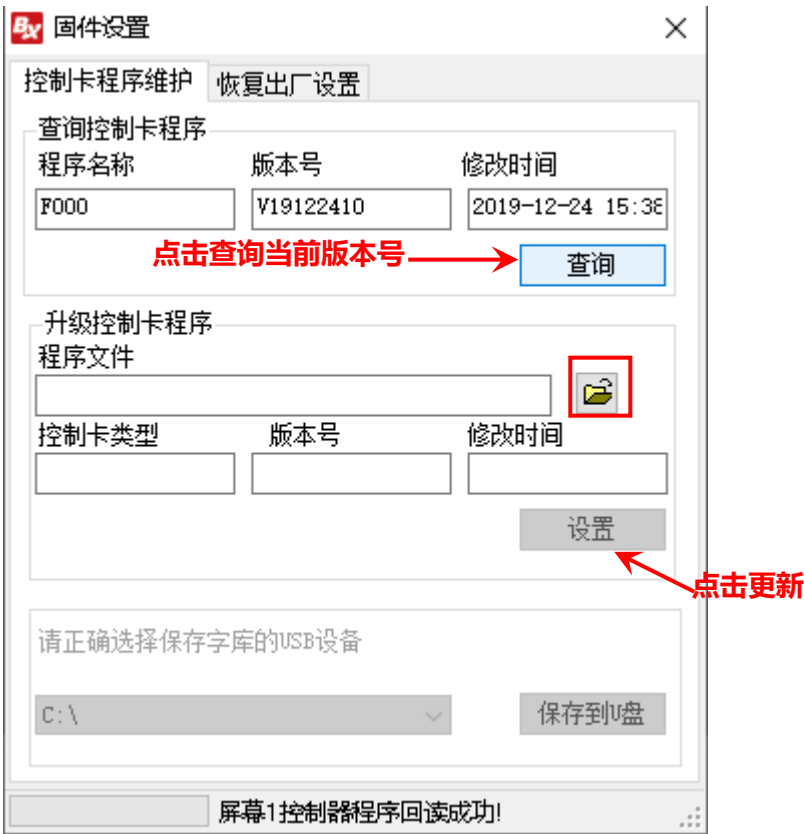 BX 固件设置
控制卡程序维护 恢复出厂设置
查询控制卡程序
程序名称 版本号 修改时间
F000 V19122410 2019-12-24 15:38
点击查询当前版本号 查询
升级控制卡程序
程序文件
控制卡类型 版本号 修改时间
设置
点击更新
请正确选择保存字库的USB设备
C:\ 保存到U盘
屏幕1控制器程序回读成功!